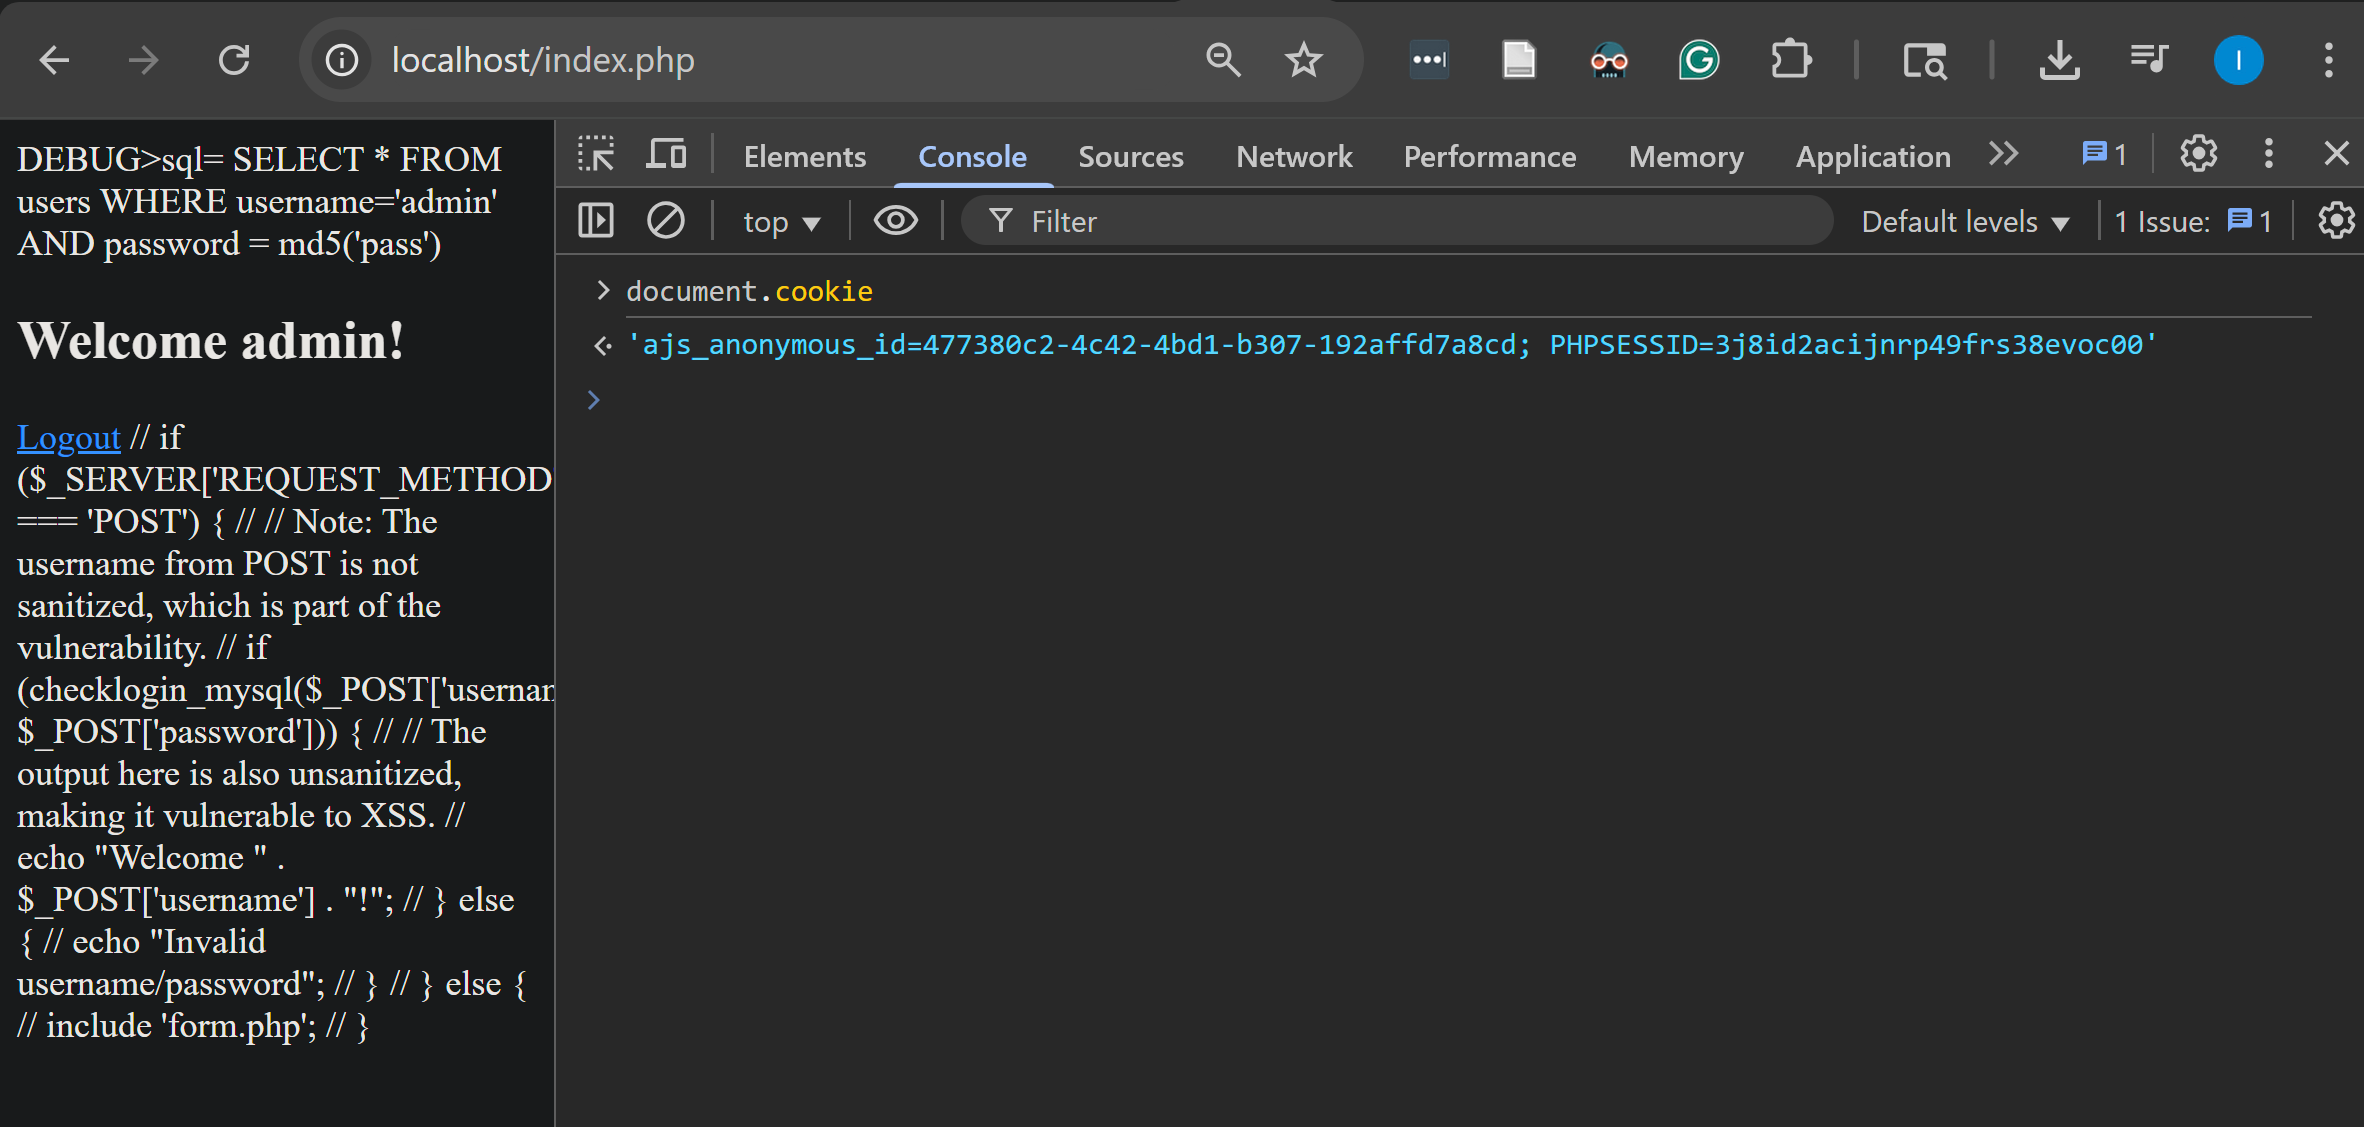 localhost/index.php
I
DEBUG>sql= SELECT * FROM
users WHERE username='admin'
AND password = md5('pass')
Welcome admin!
Logout // if
($_SERVER['REQUEST_METHOD
=== 'POST') { // // Note: The
username from POST is not
sanitized, which is part of the
vulnerability. // if
(checklogin_mysql($_POST['usernam
$_POST['password'])) { // // The
output here is also unsanitized,
making it vulnerable to XSS. //
echo "Welcome " .
$_POST['username'] . "!"; // } else
{ // echo "Invalid
username/password"; // } // } else {
// include 'form.php'; // }
Elements Console Sources Network Performance Memory Application 1
top Filter Default levels 1 Issue: 1
document.cookie
'ajs_anonymous_id=477380c2-4c42-4bd1-b307-192affd7a8cd; PHPSESSID=3j8id2acijnrp49frs38evoc00'